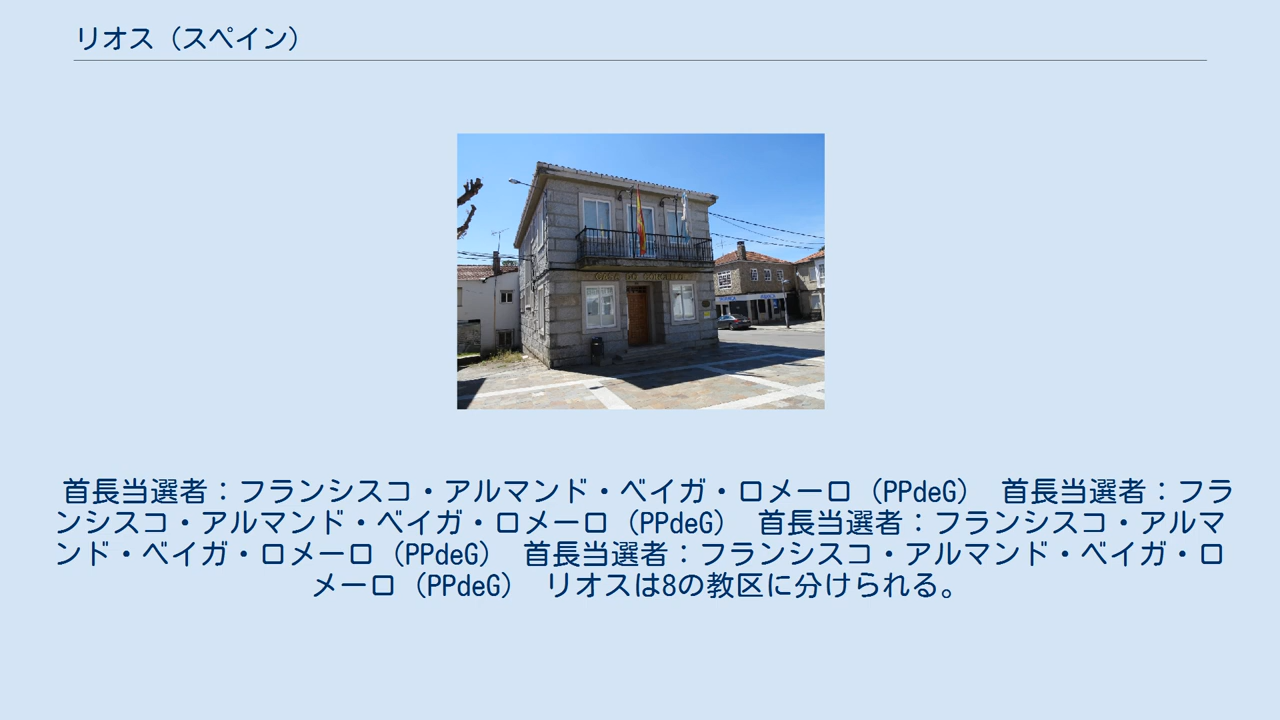 リオス（スペイン）
CASA DO CONCELLO
首長当選者：フランシスコ・アルマンド・ベイガ・ロメーロ（PPdeG） 首長当選者：フラ
ンシスコ・アルマンド・ベイガ・ロメーロ（PPdeG） 首長当選者：フランシスコ・アルマ
ンド・ベイガ・ロメーロ（PPdeG） 首長当選者：フランシスコ・アルマンド・ベイガ・ロ
メーロ（PPdeG） リオスは8の教区に分けられる。